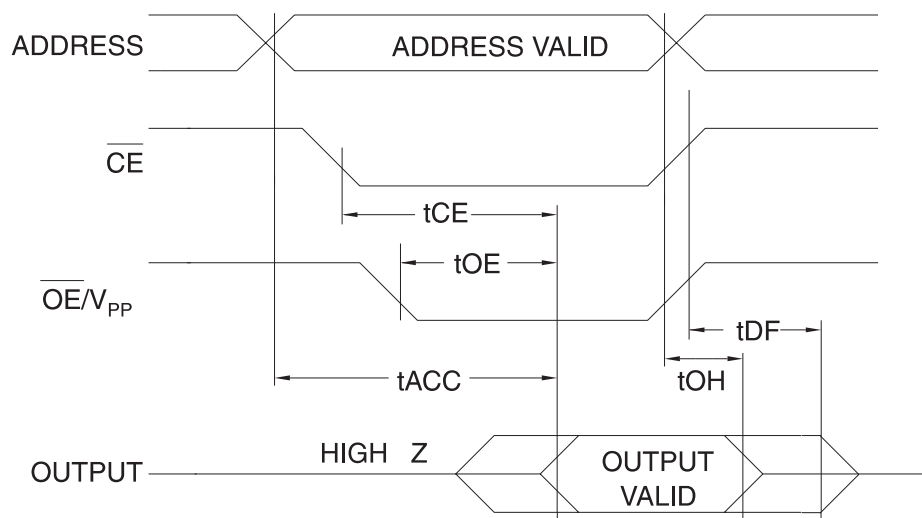 ADDRESS
ADDRESS VALID
CE
tCE
tOE
OE/VPP
tDF
tACC
tOH
HIGH Z
OUTPUT
OUTPUT
VALID